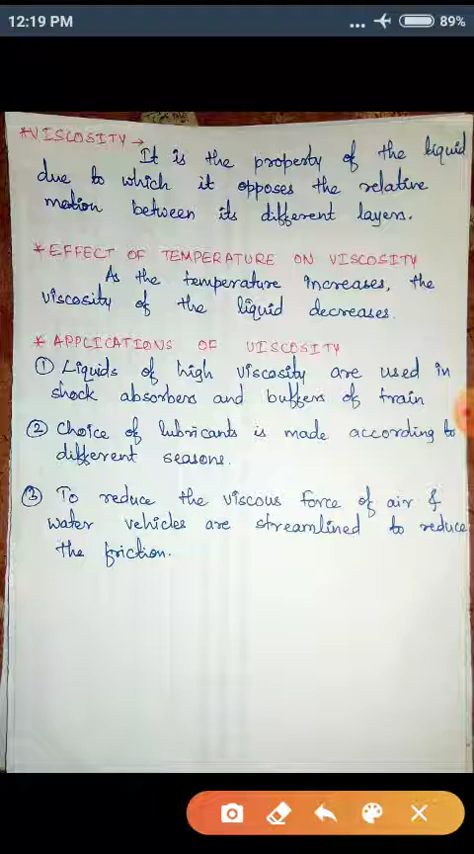 12:19 PM
... 89%
*VISCOSITY →
It is the property of the liquid
due to which it opposes the relative
motion between its different layers.
*EFFECT OF TEMPERATURE ON VISCOSITY
As the temperature increases, the
viscosity of the liquid decreases.
*APPLICATIONS OF VISCOSITY
① Liquids of high viscosity are used in
shock absorbers and buffers of train
② Choice of lubricants is made according to
different seasons.
③ To reduce the viscous force of air &
water vehicles are streamlined to reduce
the friction.